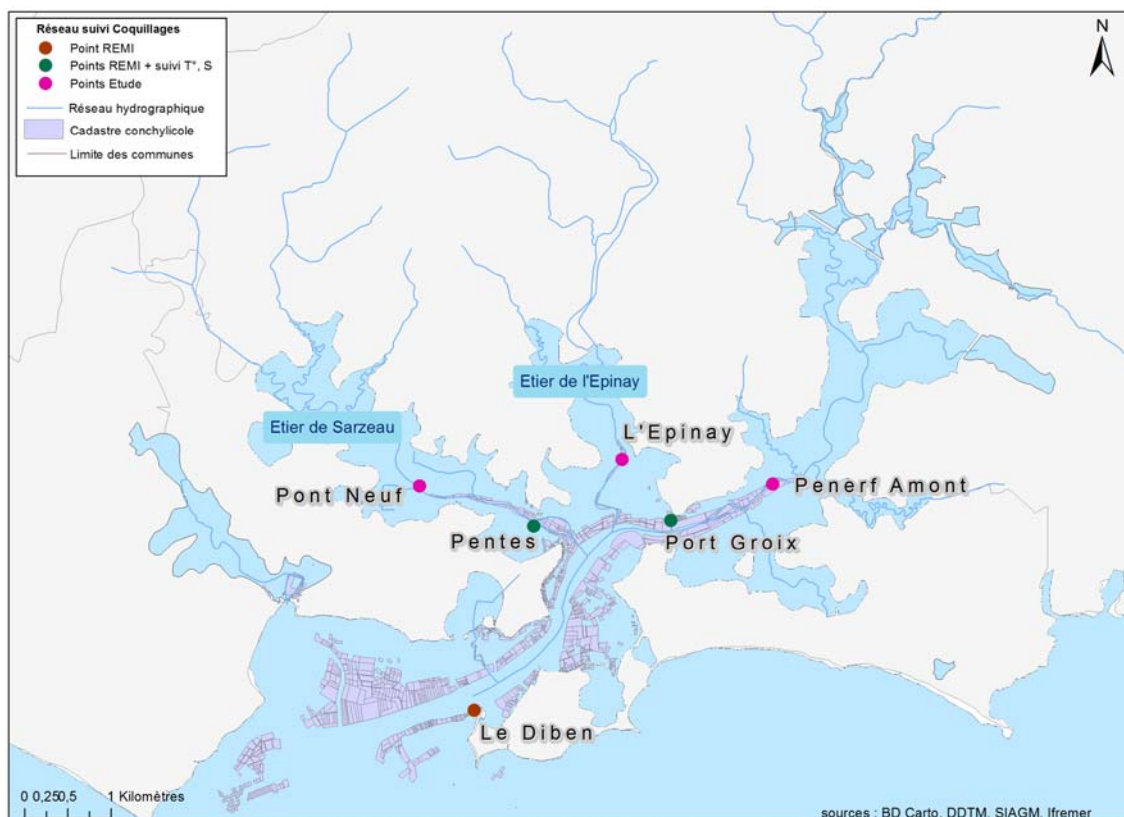 Réseau suivi Coquillages
Point REMI
Points REMI + suivi T°, S
Points Etude
Réseau hydrographique
Cadastre conchylicole
Limite des communes
N
Etier de l'Epinay
Etier de Sarzeau
L'Epinay
Pont Neuf
Penerf Amont
Pentes
Port Groix
Le Diben
0 0,25 0,5 1 Kilomètres
sources : BD Carto, DDTM, SIAGM, Ifremer